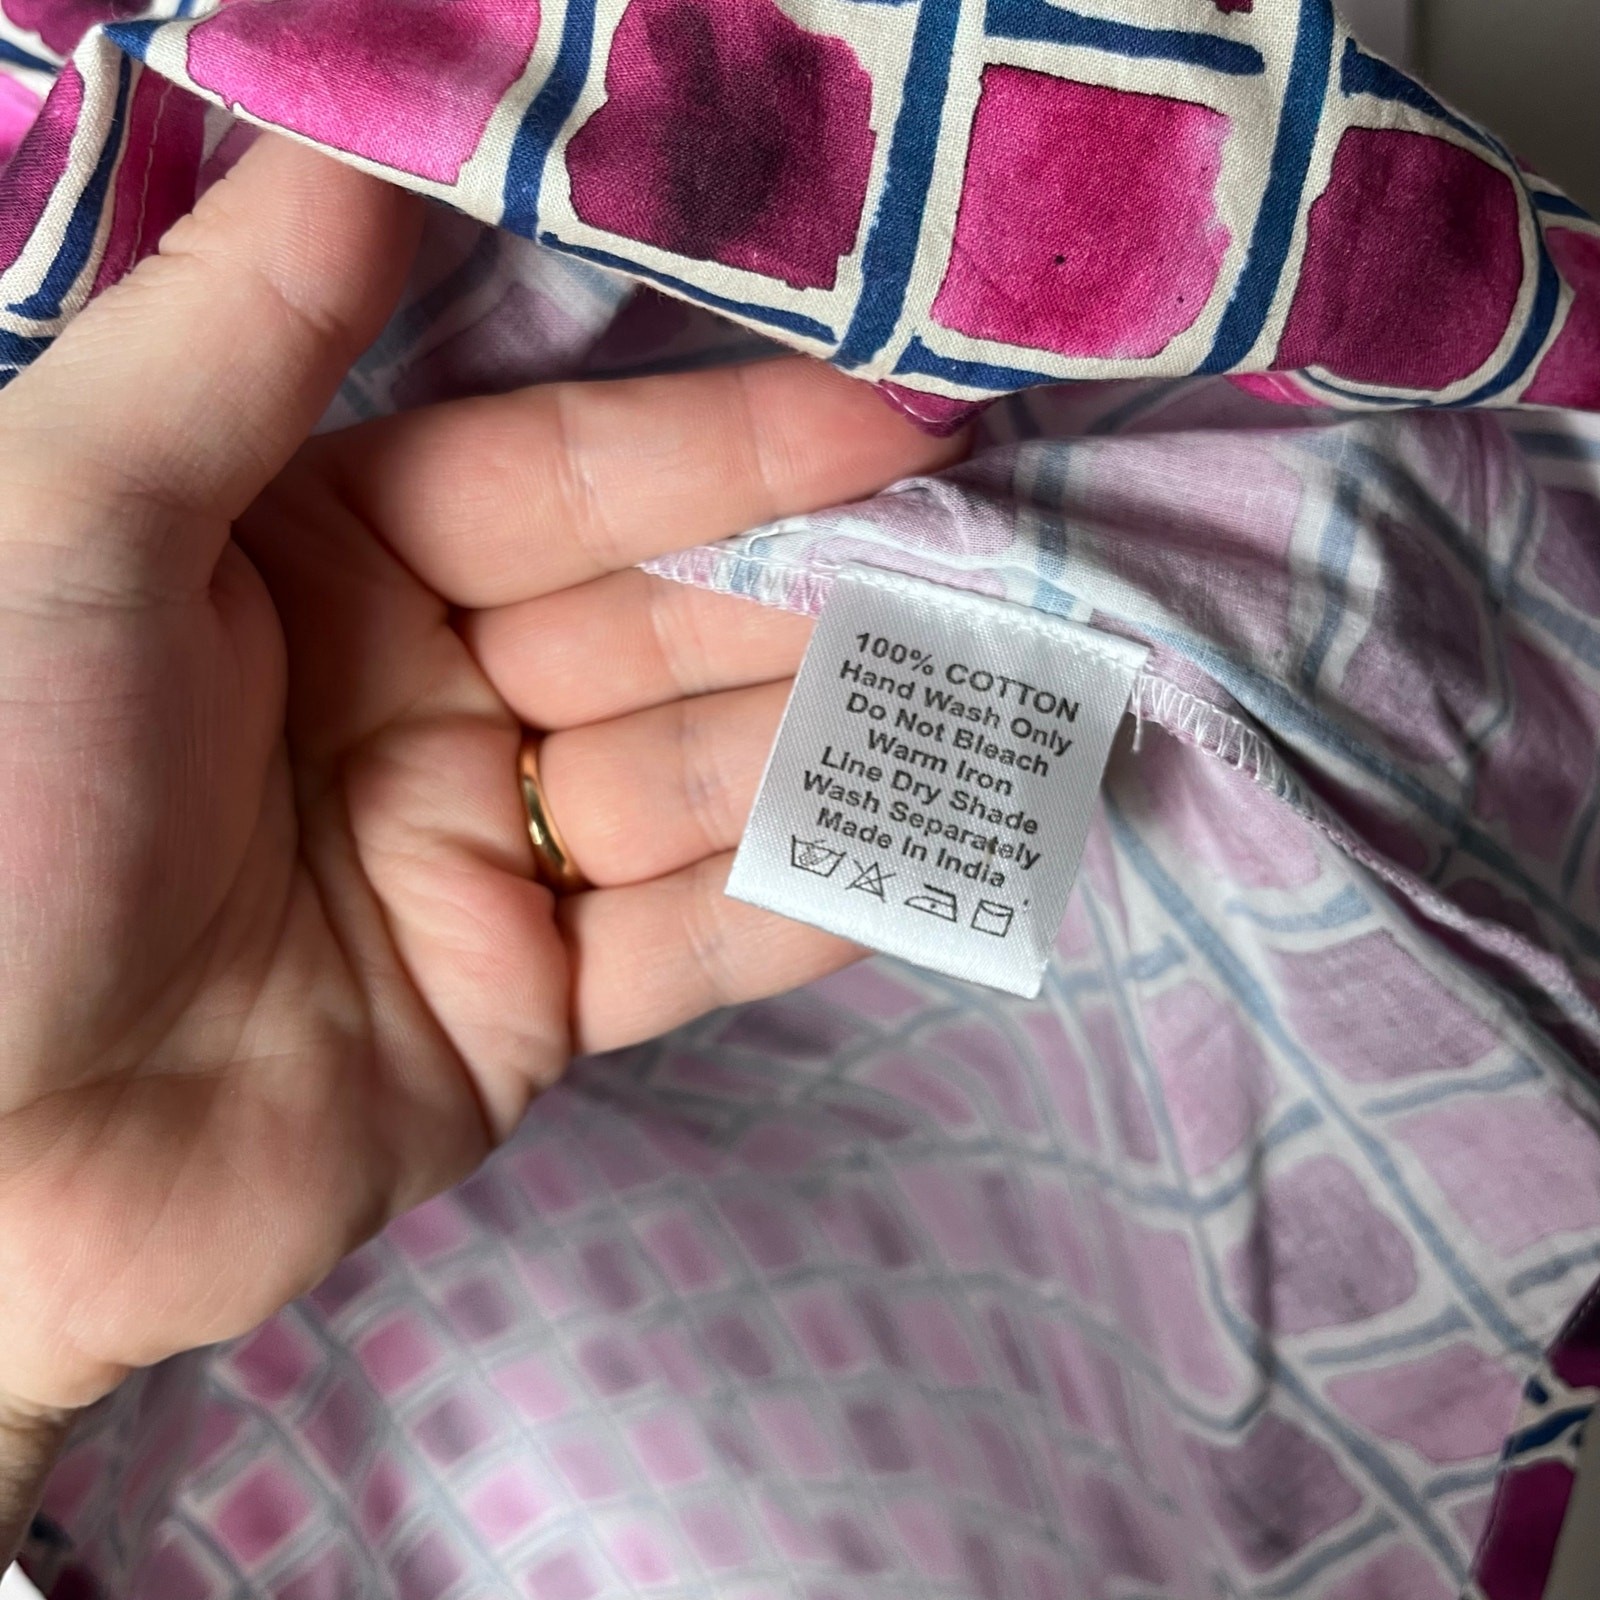 100% COTTON
Hand Wash Only
Do Not Bleach
Warm Iron
Line Dry Shade
Wash Separately
Made In India